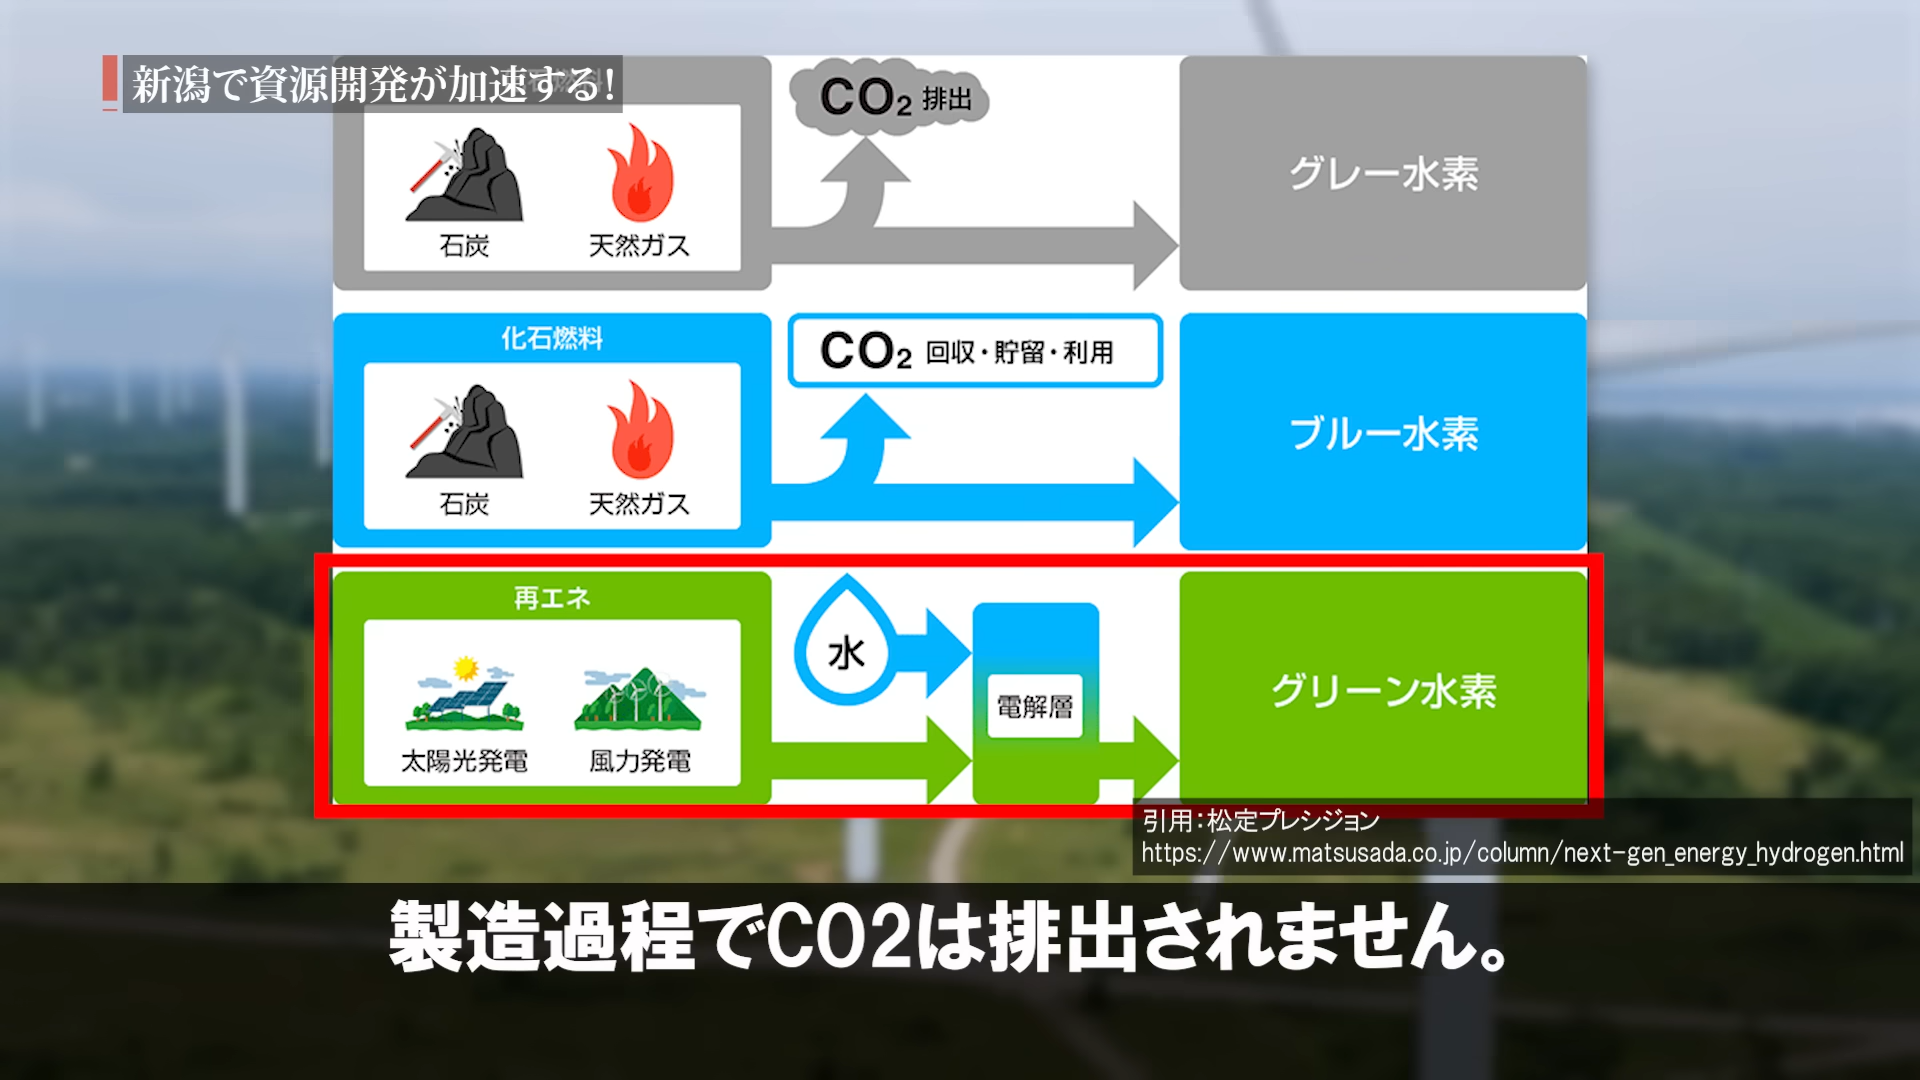 新潟で資源開発が加速する!
CO2 排出
石炭
天然ガス
グレー水素
化石燃料
CO2 回収・貯留・利用
石炭
天然ガス
ブルー水素
再エネ
太陽光発電
風力発電
水
電解層
グリーン水素
引用:松定プレシジョン
https://www.matsusada.co.jp/column/next-gen_energy_hydrogen.html
製造過程でCO2は排出されません。